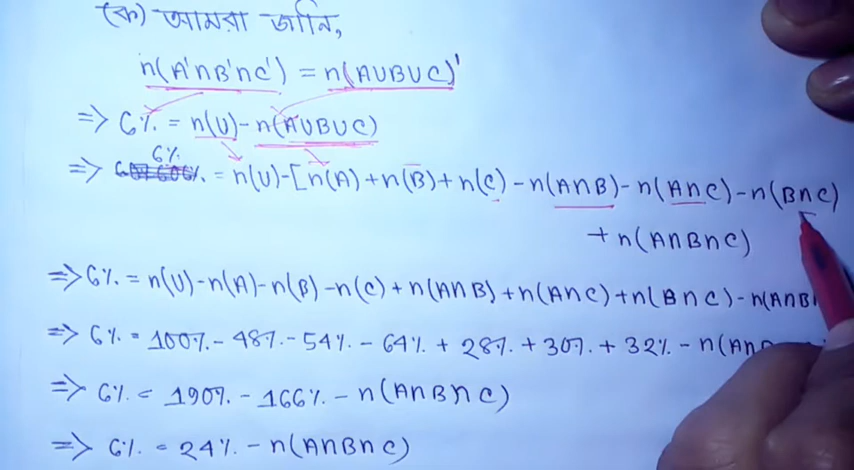 (ক) আমরা জানি,
n(A'∩B'∩C') = n(A∪B∪C)'
=> 6%. = n(U)-n(A∪B∪C)
=> 6%. = n(U)-[n(A)+n(B)+n(C)-n(A∩B)-n(A∩C)-n(B∩C)
+n(A∩B∩C)
=> 6%. = n(U)-n(A)-n(B)-n(C)+n(A∩B)+n(A∩C)+n(B∩C)-n(A∩B
=> 6%. = 100%-48%-54%-64%+28%+30%+32%-n(A∩
=> 6%. = 190%-166%-n(A∩B∩C)
=> 6%. = 24%-n(A∩B∩C)